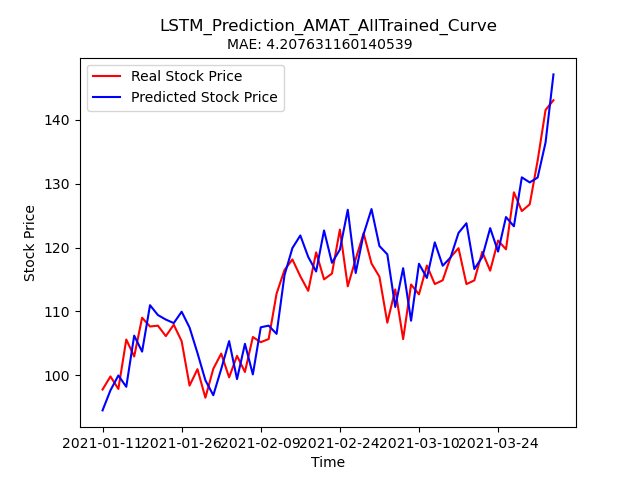 LSTM_Prediction_AMAT_AllTrained_Curve
MAE: 4.207631160140539
Real Stock Price
Predicted Stock Price
Stock Price
140
130
120
110
100
2021-01-11 2021-01-26 2021-02-09 2021-02-24 2021-03-10 2021-03-24
Time